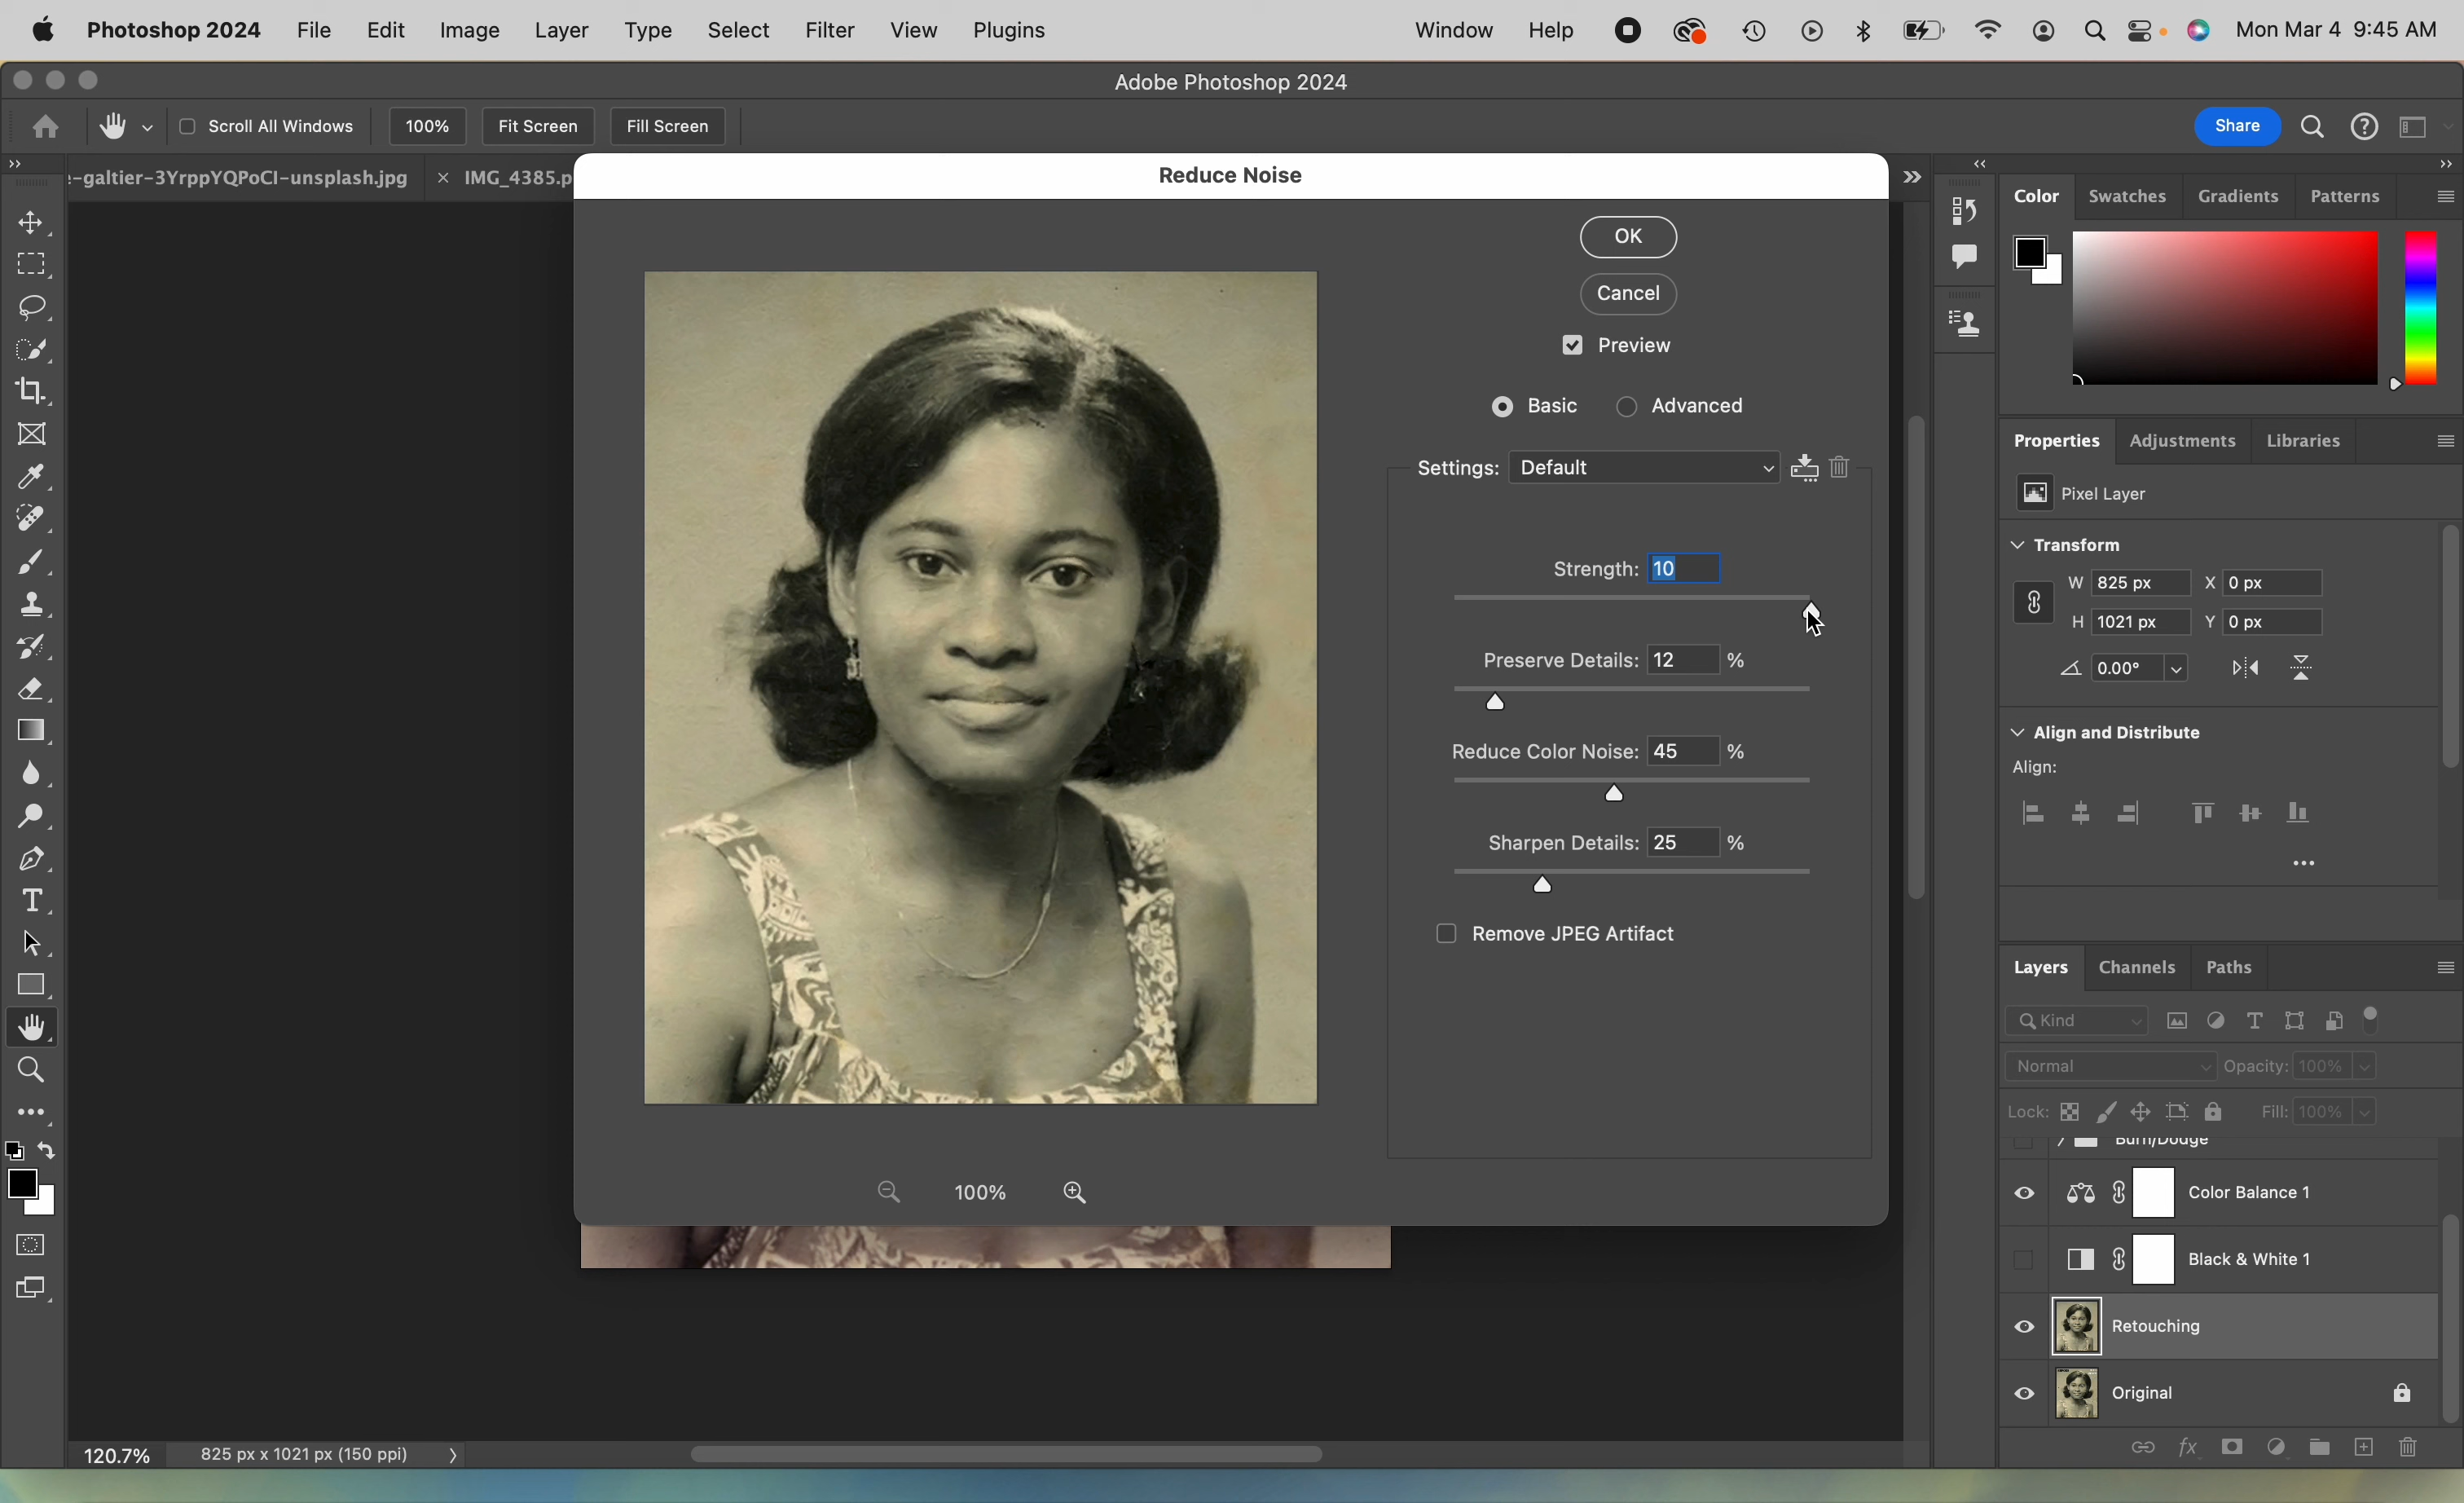 Photoshop 2024 File Edit Image Layer Type Select Filter View Plugins Window Help Mon Mar 4 9:45 AM
Adobe Photoshop 2024
Scroll All Windows 100% Fit Screen Fill Screen Share
-galtier-3YrppYQPoCI-unsplash.jpg × IMG_4385.p
Reduce Noise
OK
Cancel
Preview
Basic Advanced
Settings: Default
Strength: 10
Preserve Details: 12 %
Reduce Color Noise: 45 %
Sharpen Details: 25 %
Remove JPEG Artifact
100%
Color Swatches Gradients Patterns
Properties Adjustments Libraries
Pixel Layer
Transform
W 825 px X 0 px
H 1021 px Y 0 px
0.00°
Align and Distribute
Align:
Layers Channels Paths
Kind
Normal Opacity: 100%
Lock: Fill: 100%
Burn/Dodge
Color Balance 1
Black & White 1
Retouching
Original
120.7% 825 px x 1021 px (150 ppi)